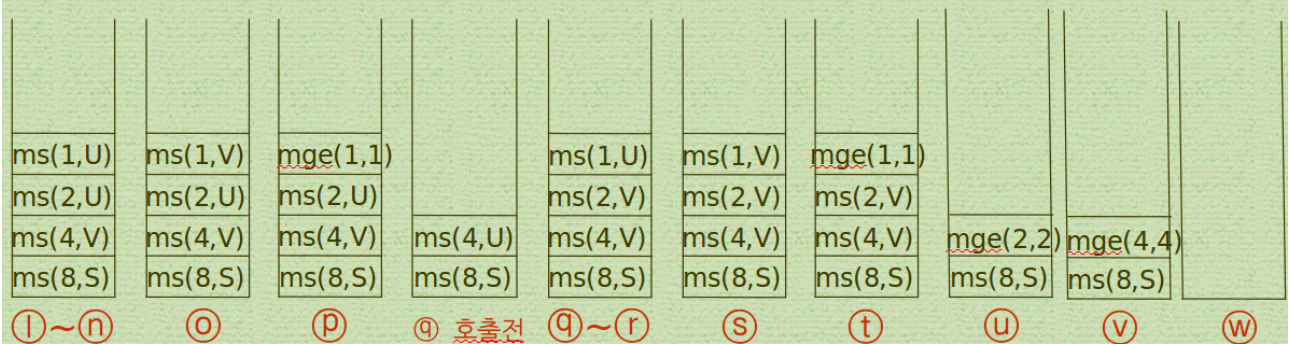 ms(1,U) ms(1,V) mge(1,1) ms(1,U) ms(1,V) mge(1,1)
ms(2,U) ms(2,U) ms(2,U) ms(2,V) ms(2,V) ms(2,V)
ms(4,V) ms(4,V) ms(4,V) ms(4,U) ms(4,V) ms(4,V) ms(4,V) mge(2,2) mge(4,4)
ms(8,S) ms(8,S) ms(8,S) ms(8,S) ms(8,S) ms(8,S) ms(8,S) ms(8,S) ms(8,S)
ⓛ~ⓝ ⓞ ⓟ ⓠ 호출전 ⓠ~ⓡ ⓢ ⓣ ⓤ ⓥ ⓦ